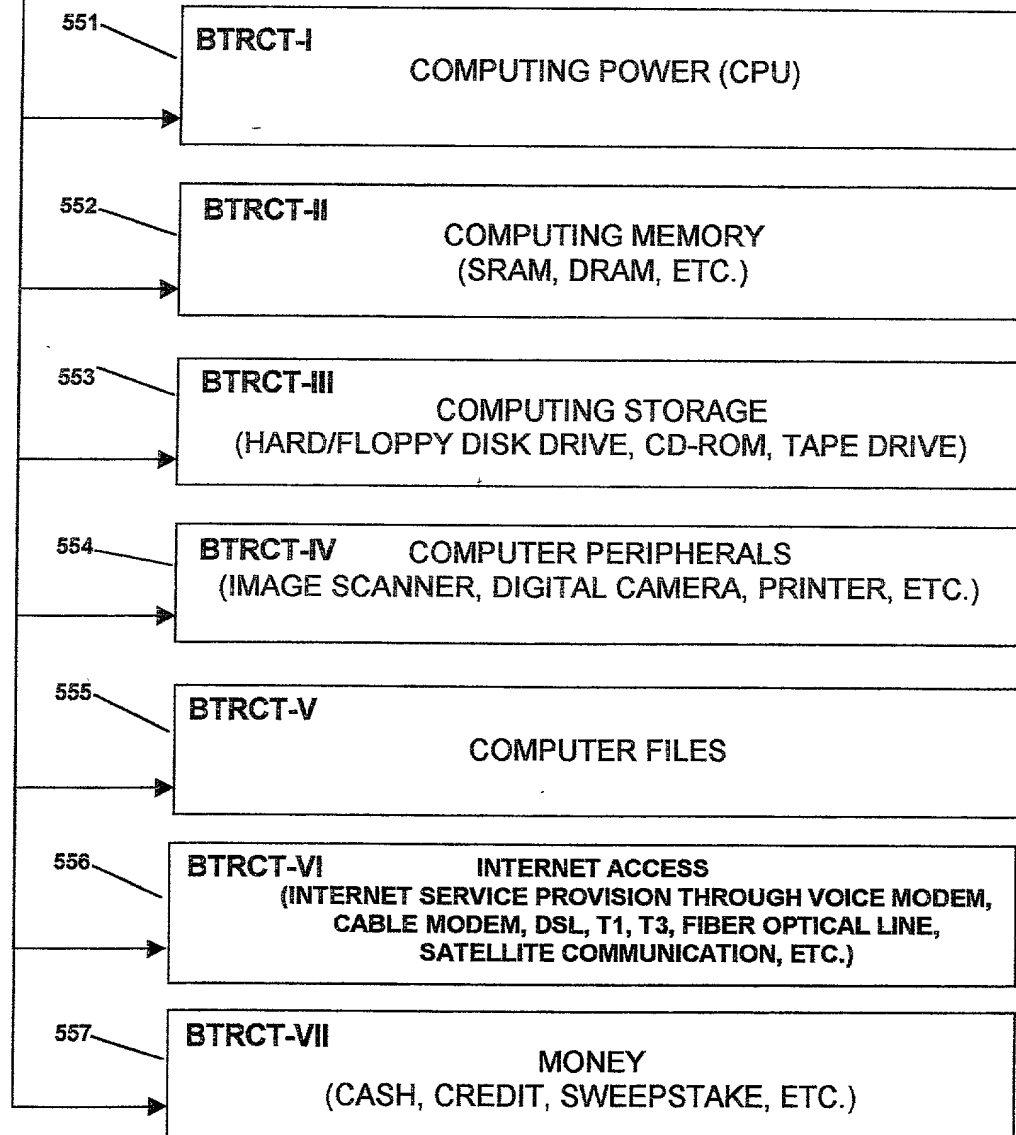 551
BTRCT-I
COMPUTING POWER (CPU)
552
BTRCT-II
COMPUTING MEMORY
(SRAM, DRAM, ETC.)
553
BTRCT-III
COMPUTING STORAGE
(HARD/FLOPPY DISK DRIVE, CD-ROM, TAPE DRIVE)
554
BTRCT-IV COMPUTER PERIPHERALS
(IMAGE SCANNER, DIGITAL CAMERA, PRINTER, ETC.)
555
BTRCT-V
COMPUTER FILES
556
BTRCT-VI INTERNET ACCESS
(INTERNET SERVICE PROVISION THROUGH VOICE MODEM,
CABLE MODEM, DSL, T1, T3, FIBER OPTICAL LINE,
SATELLITE COMMUNICATION, ETC.)
557
BTRCT-VII
MONEY
(CASH, CREDIT, SWEEPSTAKE, ETC.)